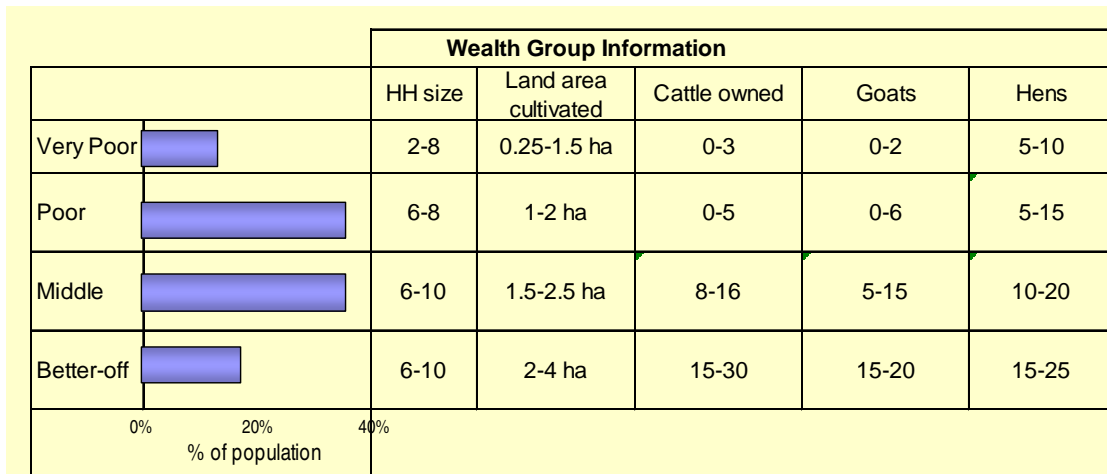 Wealth Group Information
HH size
Land area
cultivated
Cattle owned
Goats
Hens
Very Poor 2-8 0.25-1.5 ha 0-3 0-2 5-10
Poor 6-8 1-2 ha 0-5 0-6 5-15
Middle 6-10 1.5-2.5 ha 8-16 5-15 10-20
Better-off 6-10 2-4 ha 15-30 15-20 15-25
0% 20% 40%
% of population